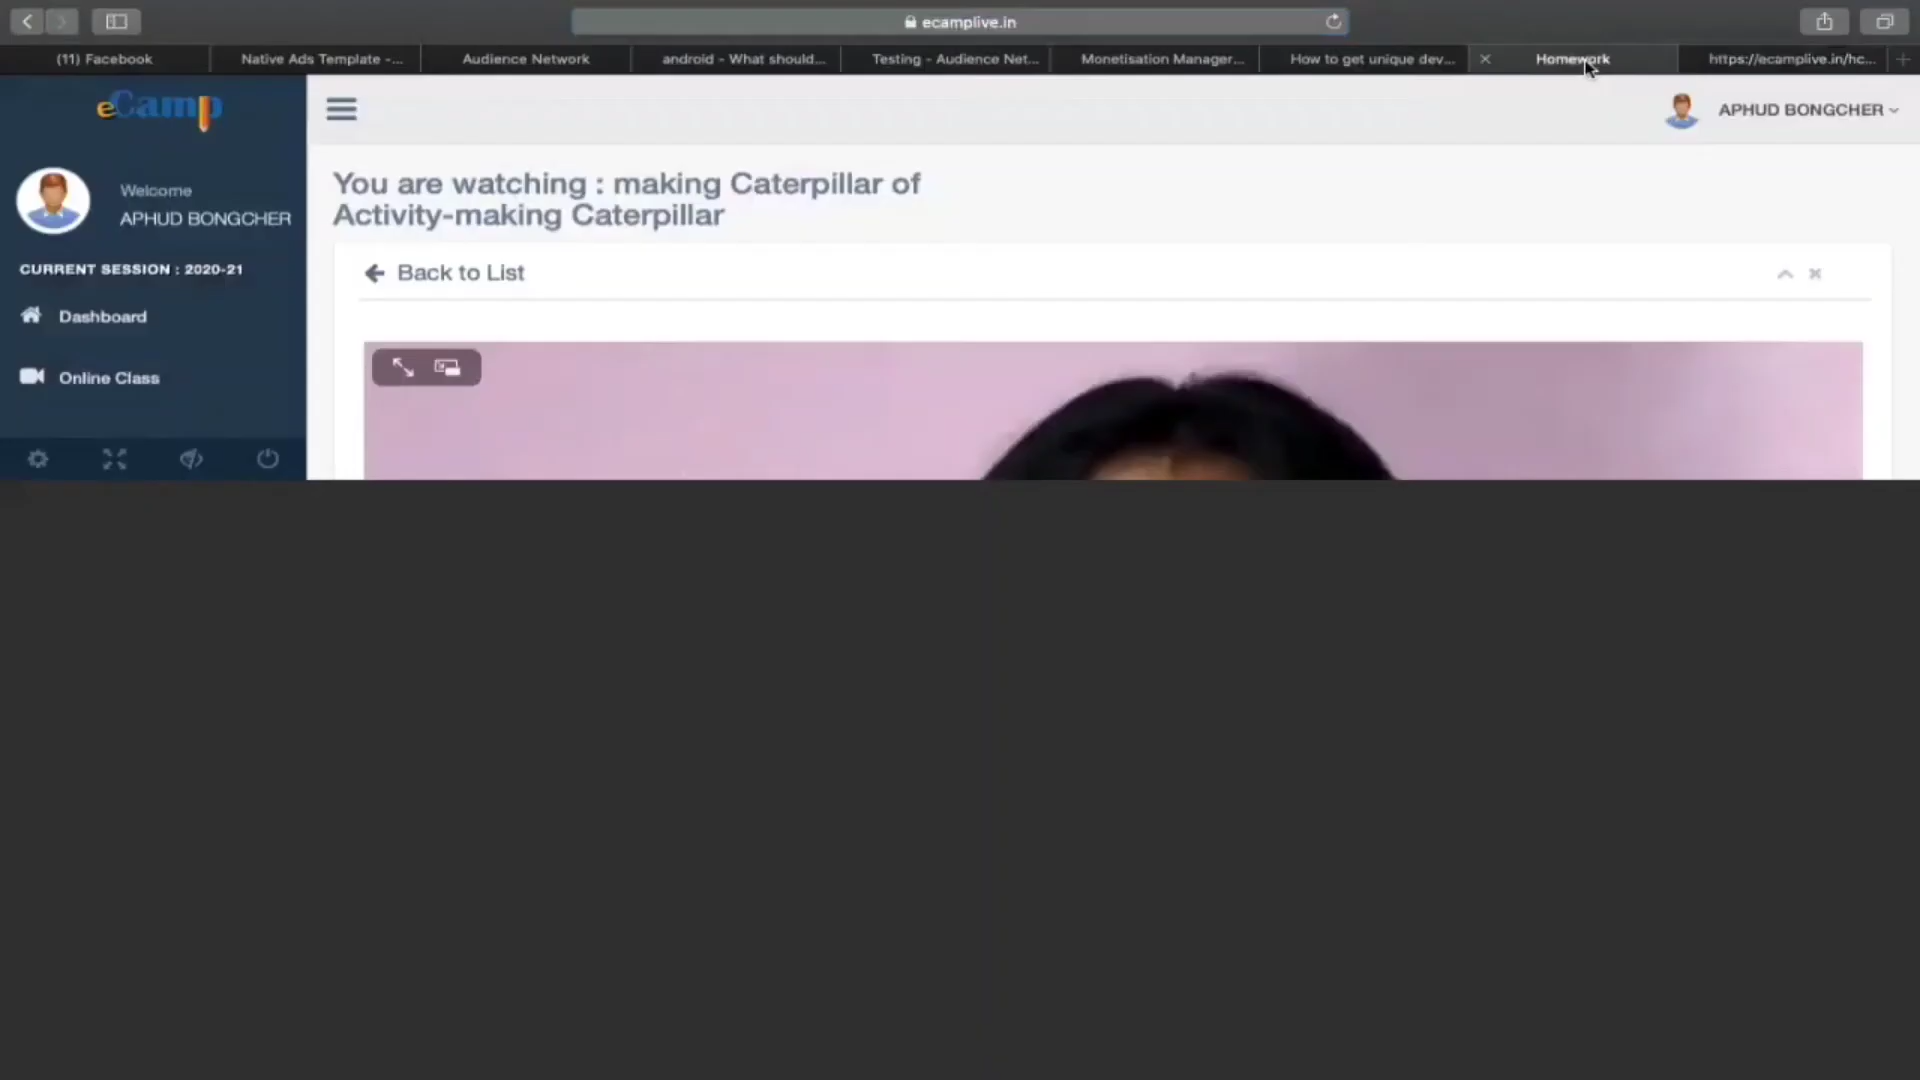 ecamplive.in
(11) Facebook
Native Ads Template -...
Audience Network
android - What should...
Testing - Audience Net...
Monetisation Manager...
How to get unique dev...
Homework
https://ecamplive.in/hc...
eCamp
APHUD BONGCHER
Welcome
APHUD BONGCHER
CURRENT SESSION : 2020-21
Dashboard
Online Class
You are watching : making Caterpillar of
Activity-making Caterpillar
Back to List